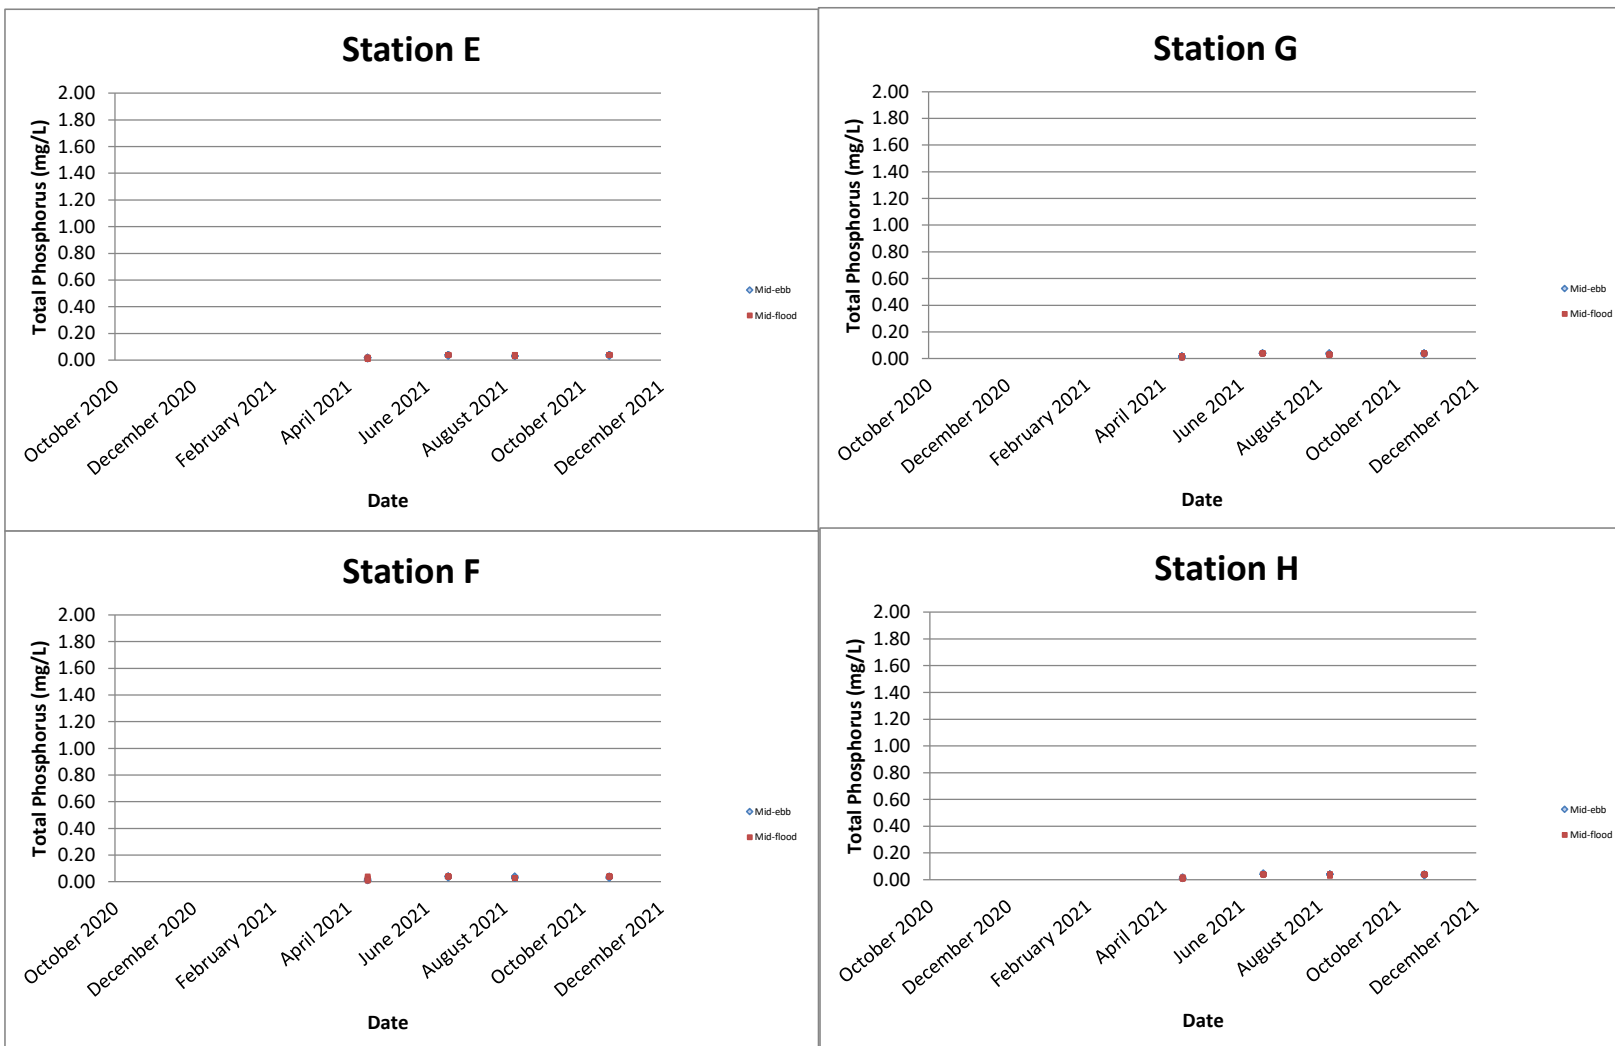 Station E
2.00
1.80
1.60
1.40
1.20
1.00
0.80
0.60
0.40
0.20
0.00
Total Phosphorus (mg/L)
October 2020
December 2020
February 2021
April 2021
June 2021
August 2021
October 2021
December 2021
Date
Mid-ebb
Mid-flood
Station G
2.00
1.80
1.60
1.40
1.20
1.00
0.80
0.60
0.40
0.20
0.00
Total Phosphorus (mg/L)
October 2020
December 2020
February 2021
April 2021
June 2021
August 2021
October 2021
December 2021
Date
Mid-ebb
Mid-flood
Station F
2.00
1.80
1.60
1.40
1.20
1.00
0.80
0.60
0.40
0.20
0.00
Total Phosphorus (mg/L)
October 2020
December 2020
February 2021
April 2021
June 2021
August 2021
October 2021
December 2021
Date
Mid-ebb
Mid-flood
Station H
2.00
1.80
1.60
1.40
1.20
1.00
0.80
0.60
0.40
0.20
0.00
Total Phosphorus (mg/L)
October 2020
December 2020
February 2021
April 2021
June 2021
August 2021
October 2021
December 2021
Date
Mid-ebb
Mid-flood